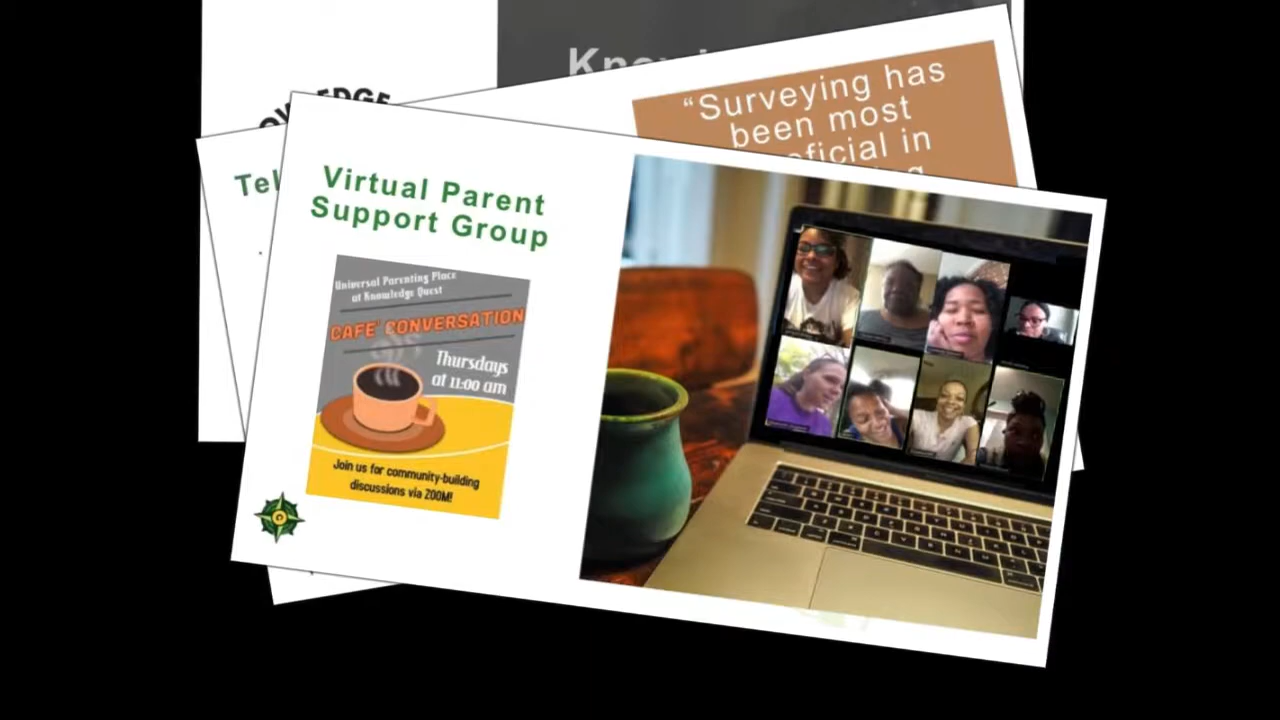 “Surveying has
been most
in
Virtual Parent
Support Group
Universal Parenting Place
at Knowledge Quest
CAFE' CONVERSATION
Thursdays
at 11:00 am
Join us for community-building
discussions via ZOOM!